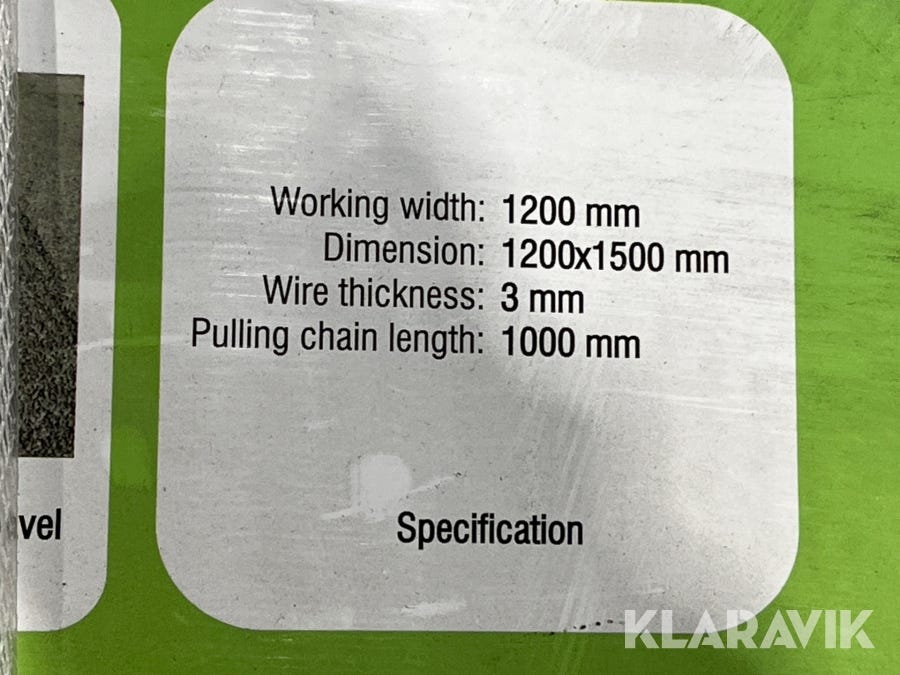 Working width: 1200 mm
Dimension: 1200x1500 mm
Wire thickness: 3 mm
Pulling chain length: 1000 mm
vel
Specification
KLARAVIK